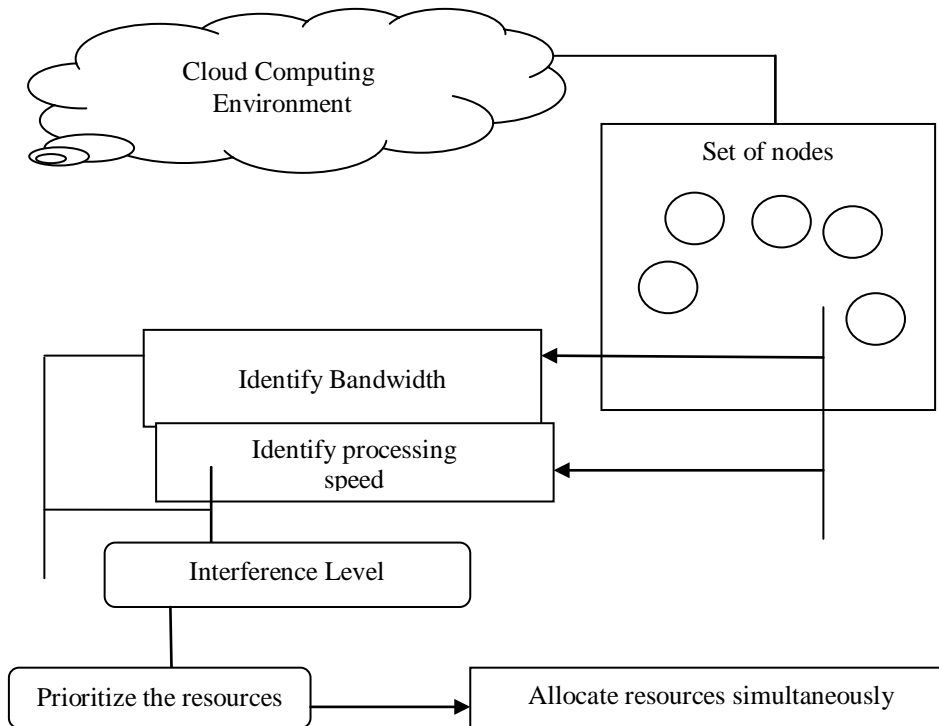 Cloud Computing
Environment
Set of nodes
Identify Bandwidth
Identify processing
speed
Interference Level
Prioritize the resources
Allocate resources simultaneously